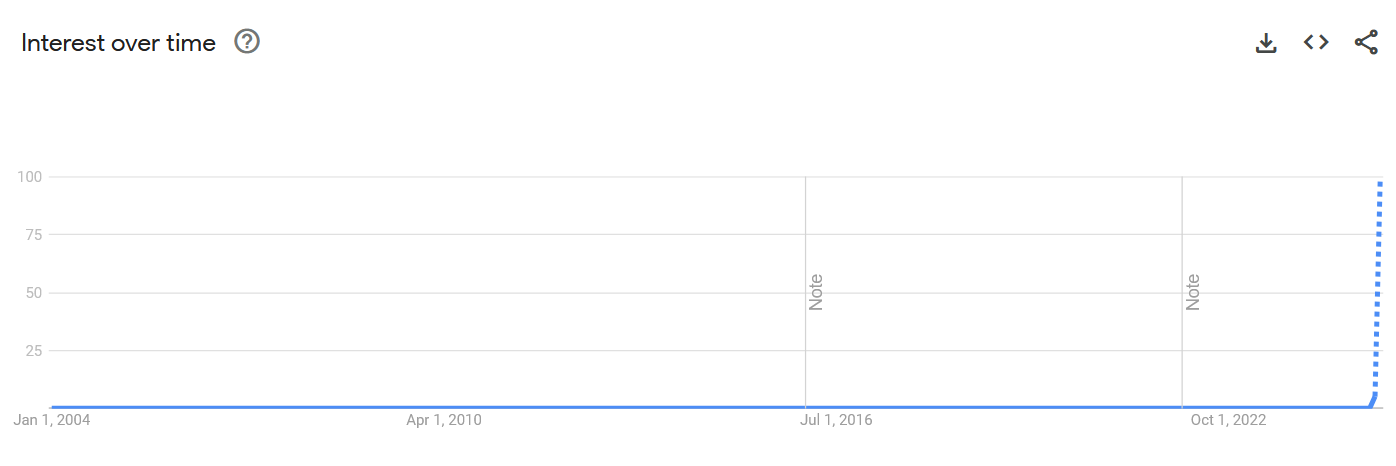 Interest over time
100
75
50
25
Note
Note
Jan 1, 2004
Apr 1, 2010
Jul 1, 2016
Oct 1, 2022